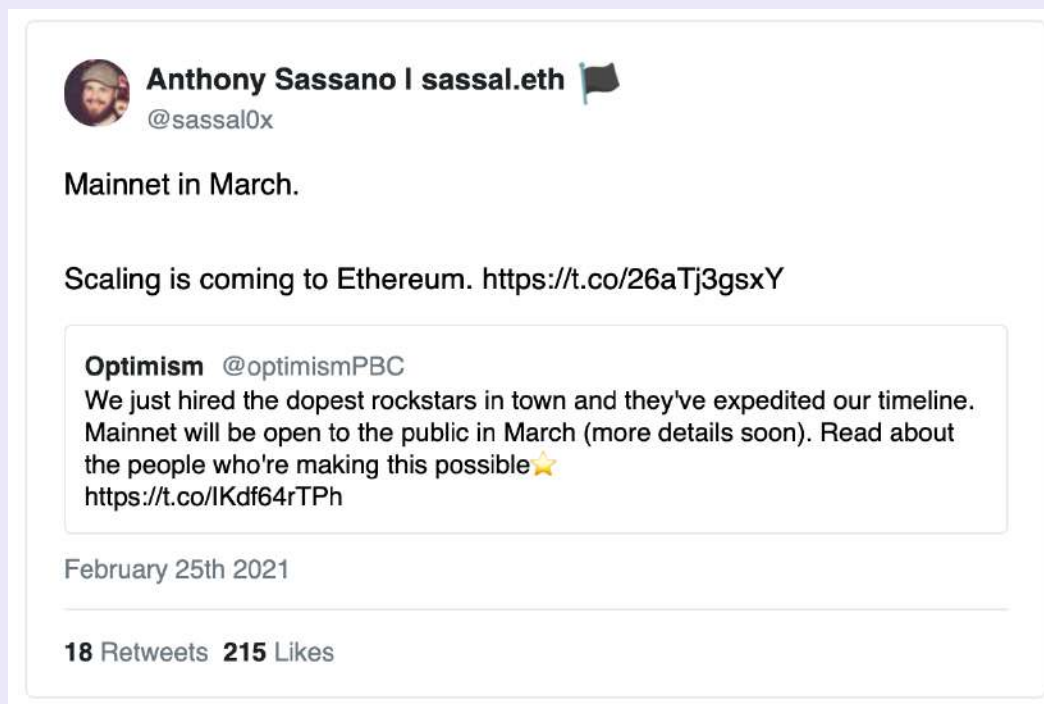 Anthony Sassano | sassal.eth 🏴
@sassal0x
Mainnet in March.
Scaling is coming to Ethereum. https://t.co/26aTj3gsxY
Optimism @optimismPBC
We just hired the dopest rockstars in town and they've expedited our timeline.
Mainnet will be open to the public in March (more details soon). Read about
the people who're making this possible⭐
https://t.co/lKdf64rTPh
February 25th 2021
18 Retweets 215 Likes